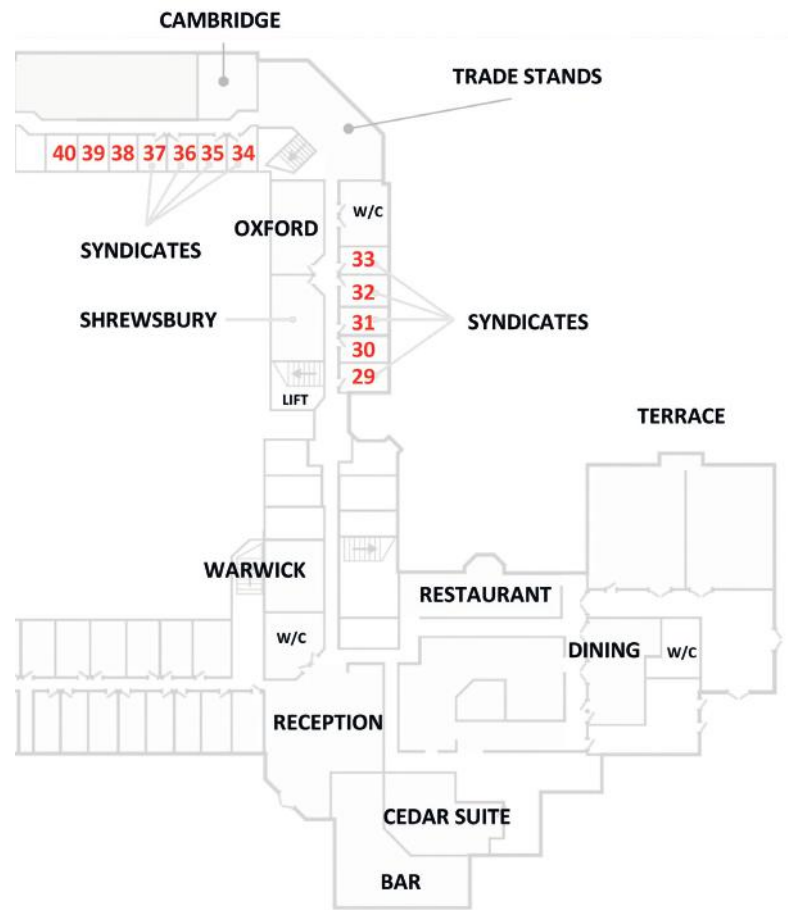 CAMBRIDGE
TRADE STANDS
40 39 38 37 36 35 34
W/C
OXFORD
SYNDICATES
33
32
SHREWSBURY
31
SYNDICATES
30
29
LIFT
TERRACE
WARWICK
RESTAURANT
W/C
DINING
W/C
RECEPTION
CEDAR SUITE
BAR